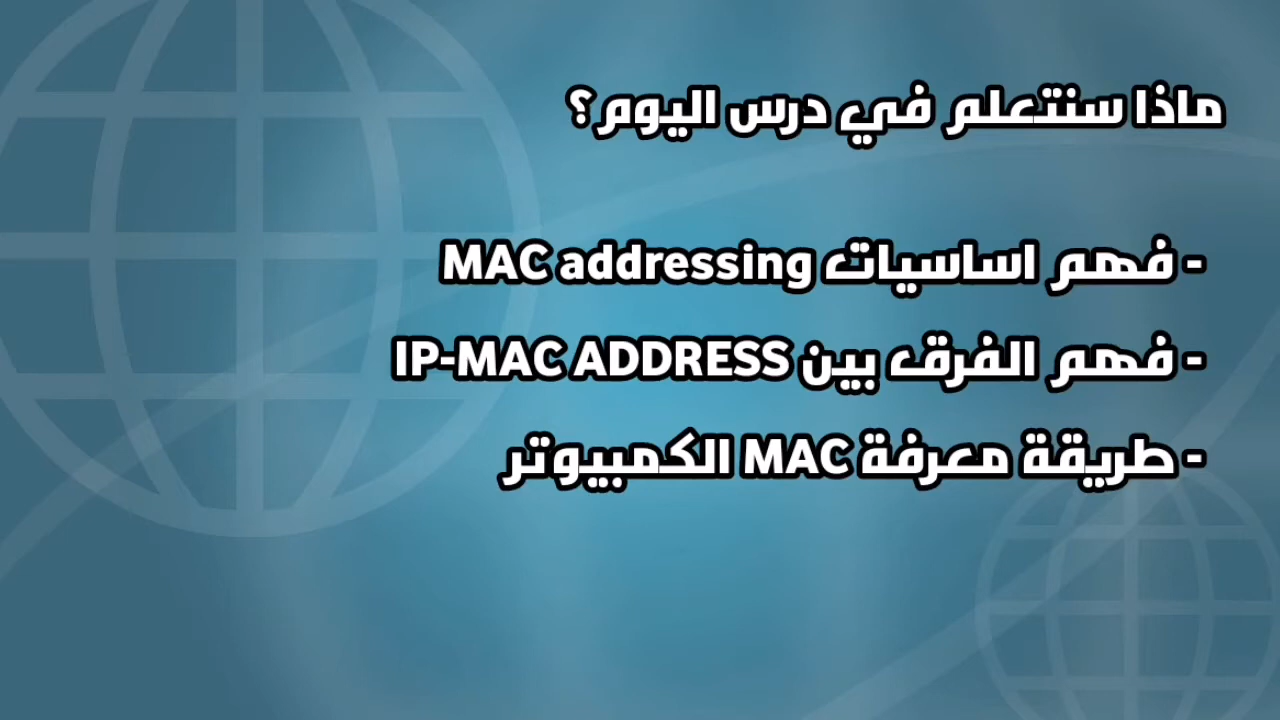 ماذا سنتعلم في درس اليوم؟
- فهم اساسيات MAC addressing
- فهم الفرق بين IP-MAC ADDRESS
- طريقة معرفة MAC الكمبيوتر